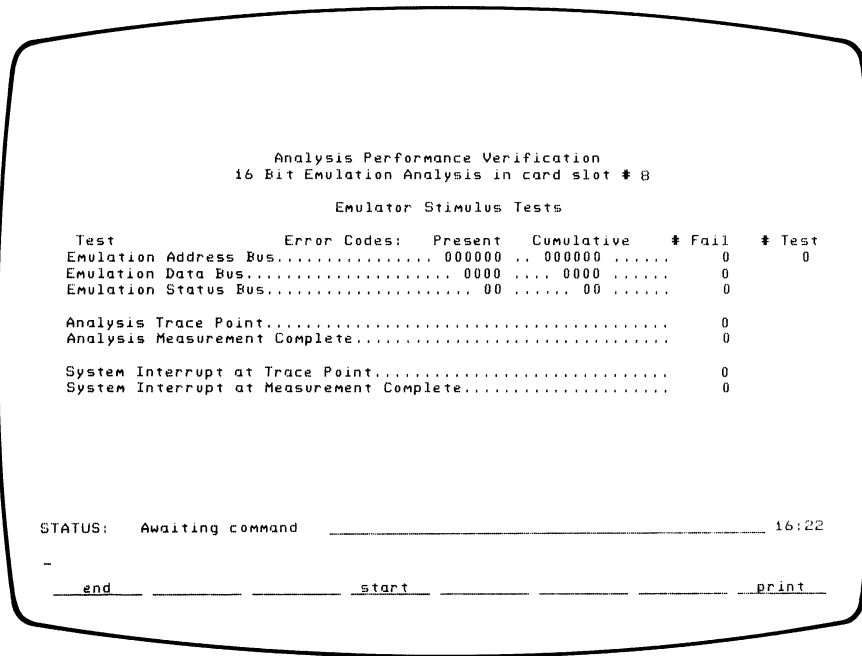 Analysis Performance Verification
16 Bit Emulation Analysis in card slot # 8
Emulator Stimulus Tests
Test Error Codes: Present Cumulative # Fail # Test
Emulation Address Bus................. 000000 .. 000000 ...... 0 0
Emulation Data Bus...................... 0000 .... 0000 ...... 0
Emulation Status Bus...................... 00 ...... 00 ...... 0
Analysis Trace Point............................................ 0
Analysis Measurement Complete................................... 0
System Interrupt at Trace Point................................. 0
System Interrupt at Measurement Complete....................... 0
STATUS: Awaiting command 16:22
end start print